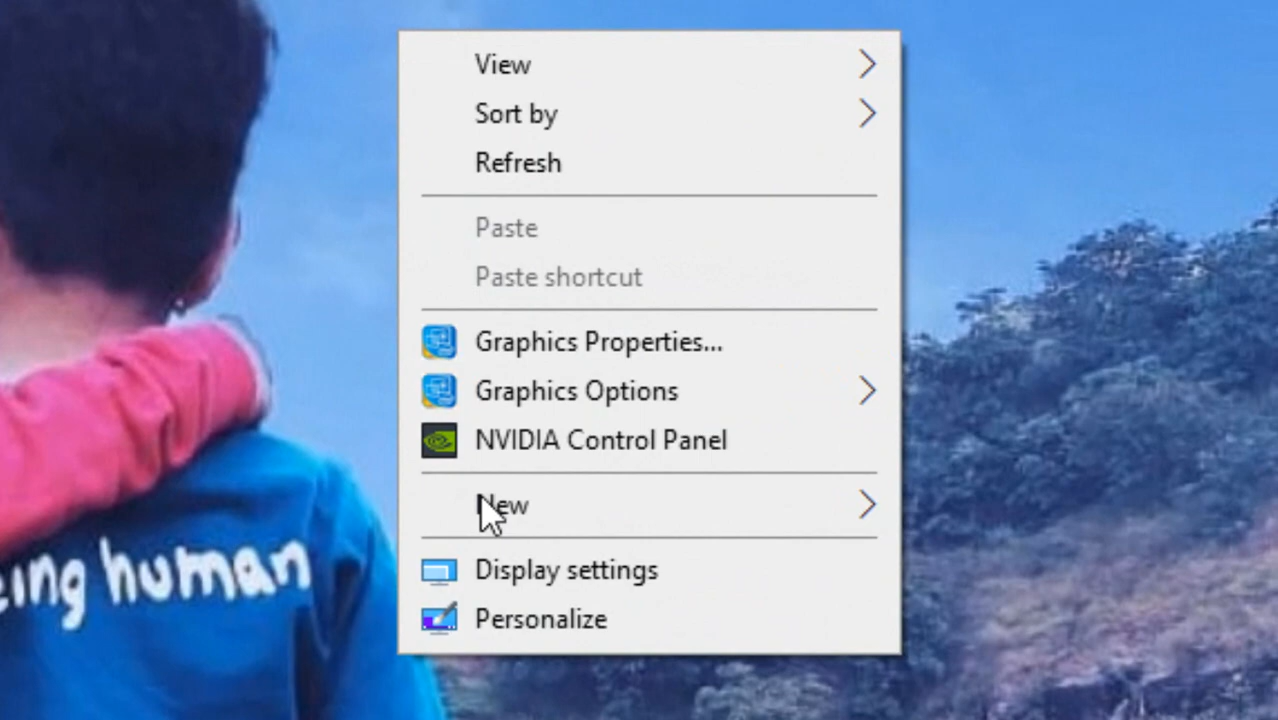 View
Sort by
Refresh
Paste
Paste shortcut
Graphics Properties...
Graphics Options
NVIDIA Control Panel
New
Display settings
Personalize
human